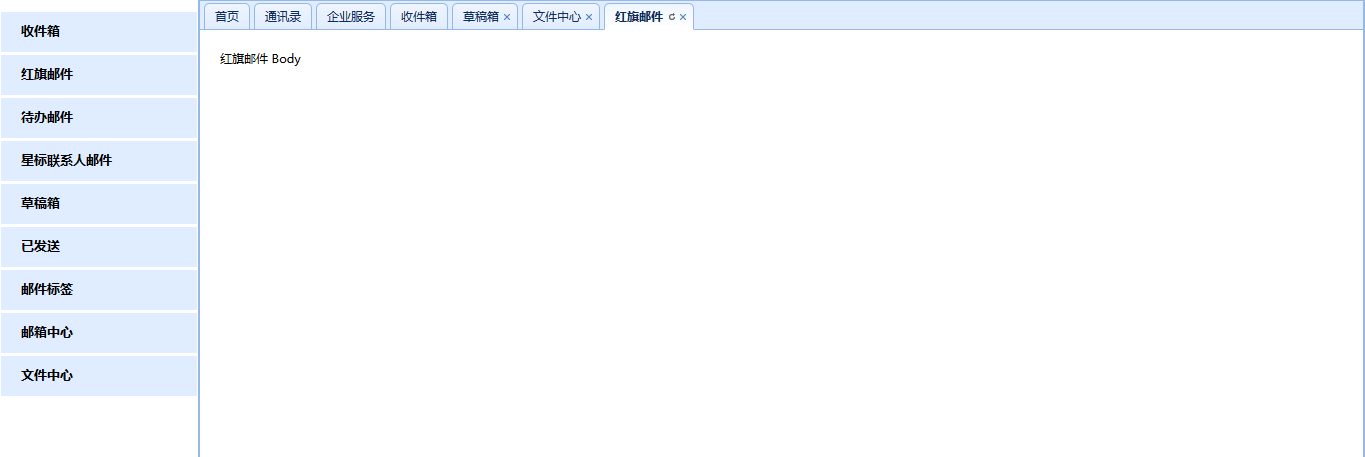 收件箱
红旗邮件
待办邮件
星标联系人邮件
草稿箱
已发送
邮件标签
邮箱中心
文件中心
首页 通讯录 企业服务 收件箱 草稿箱 文件中心 红旗邮件
红旗邮件 Body